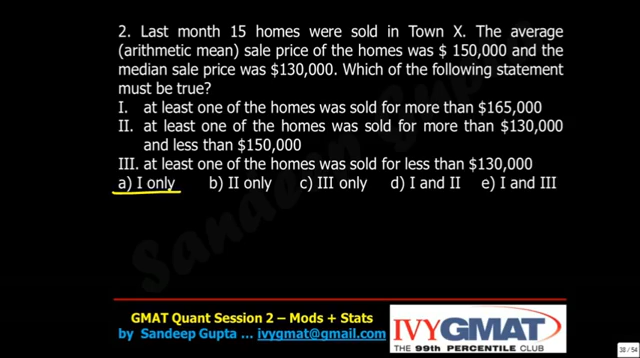 2. Last month 15 homes were sold in Town X. The average
(arithmetic mean) sale price of the homes was $ 150,000 and the
median sale price was $130,000. Which of the following statement
must be true?
I. at least one of the homes was sold for more than $165,000
II. at least one of the homes was sold for more than $130,000
and less than $150,000
III. at least one of the homes was sold for less than $130,000
a) I only b) II only c) III only d) I and II e) I and III
GMAT Quant Session 2 – Mods + Stats
by Sandeep Gupta ... ivygmat@gmail.com
IVYGMAT
THE 99th PERCENTILE CLUB
38 / 54